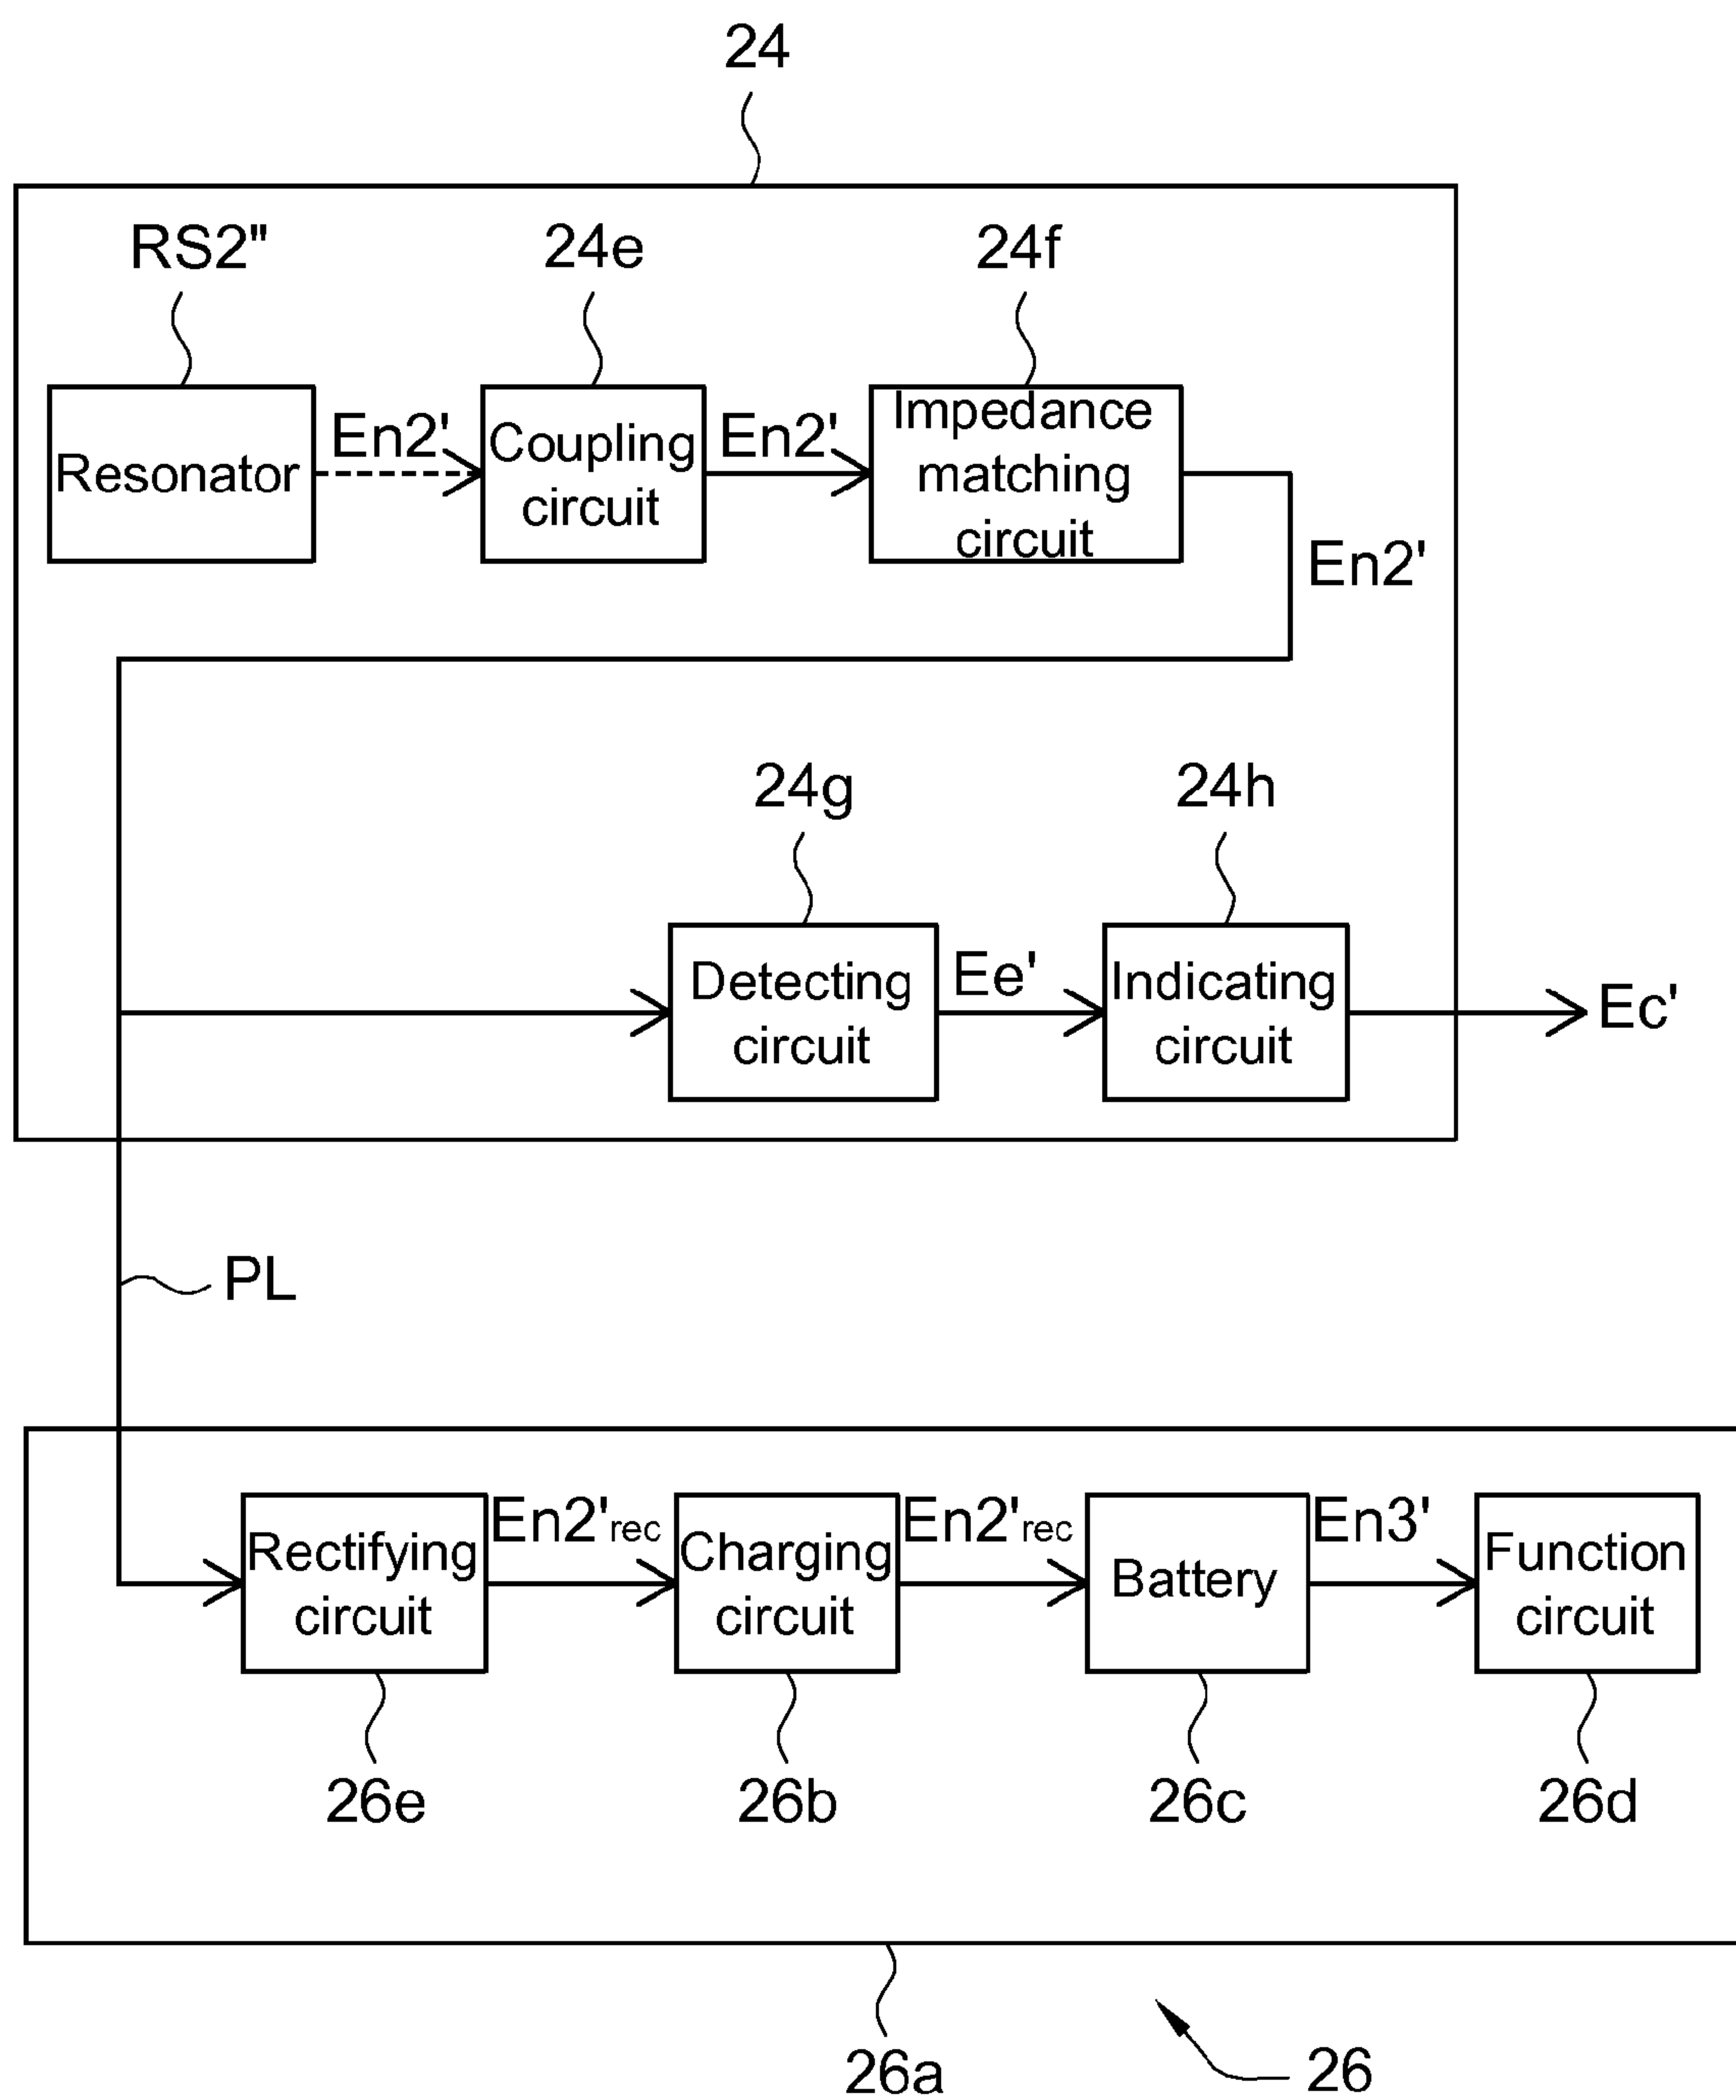 24
RS2"
24e
24f
Resonator
En2'
Coupling
circuit
En2'
Impedance
matching
circuit
En2'
24g
24h
Detecting
circuit
Ee'
Indicating
circuit
Ec'
PL
Rectifying
circuit
En2'rec
Charging
circuit
En2'rec
Battery
En3'
Function
circuit
26e
26b
26c
26d
26a
26